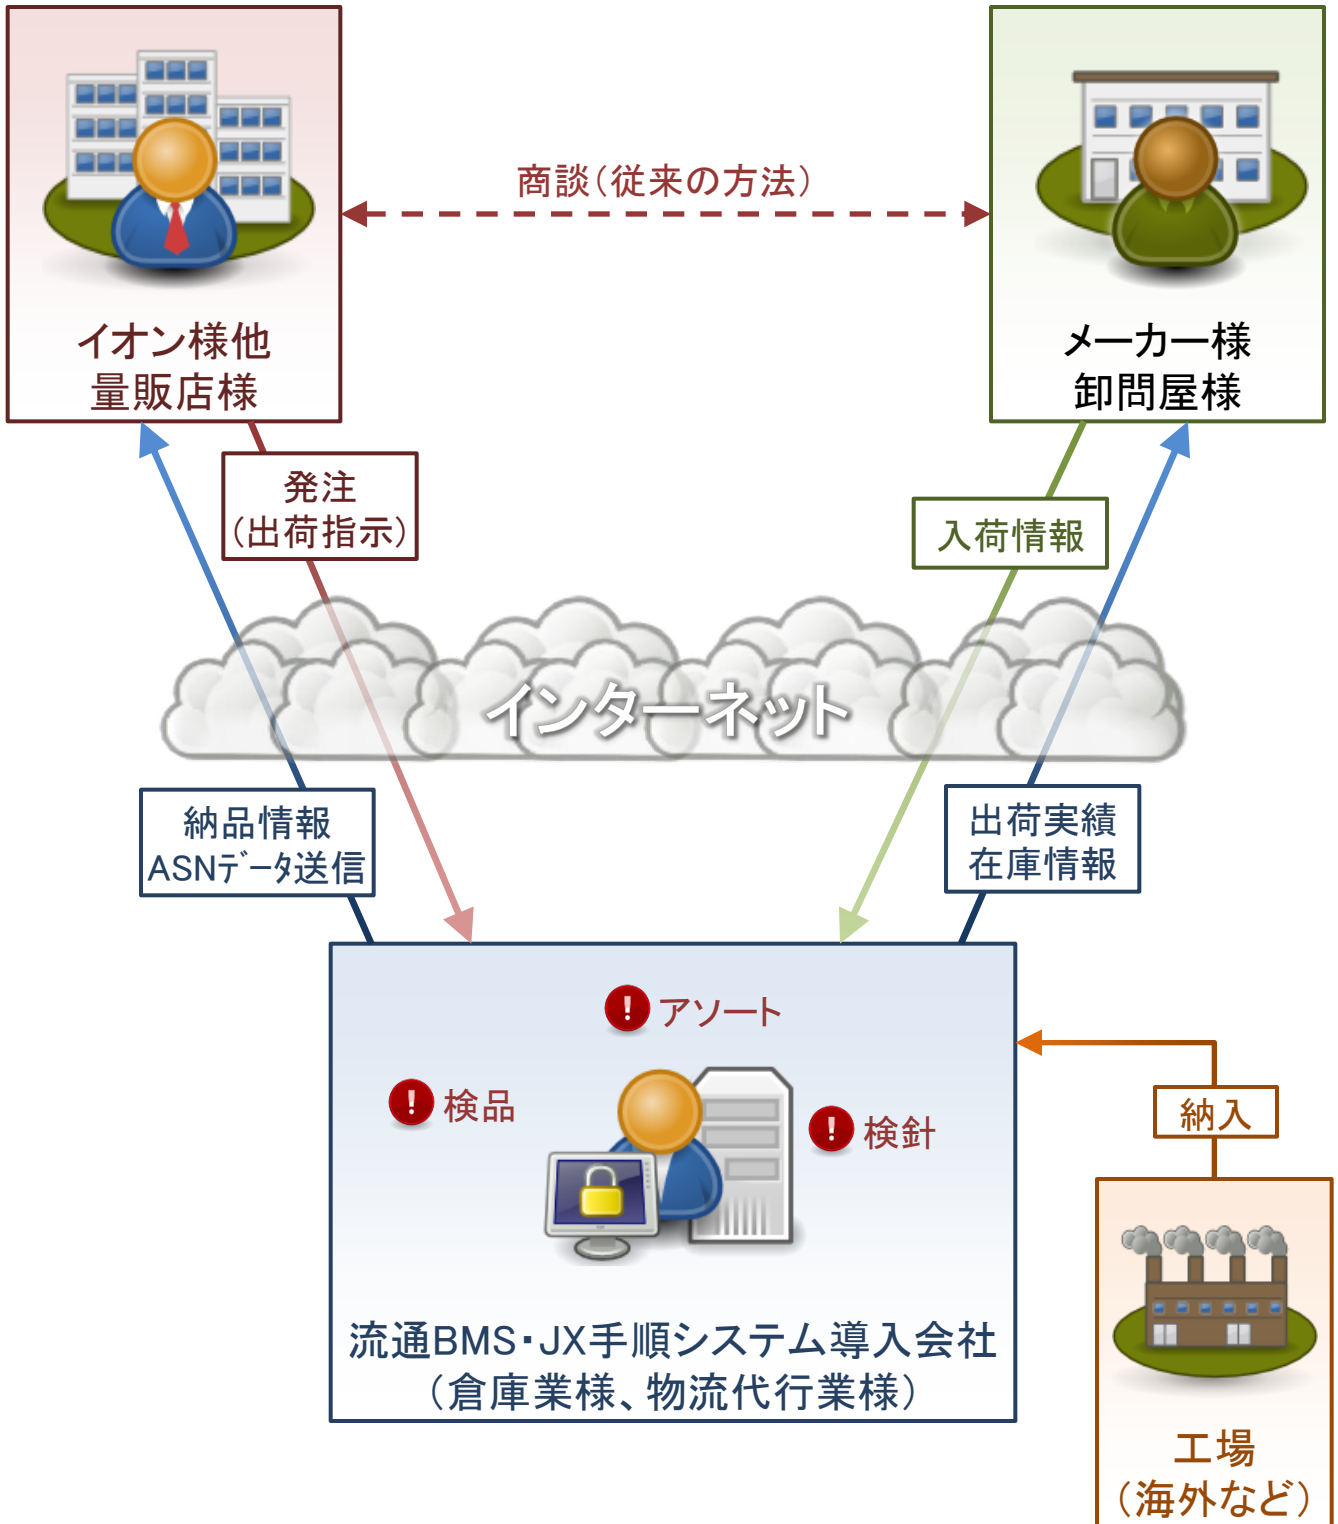 商談(従来の方法)
イオン様他
量販店様
メーカー様
卸問屋様
発注
(出荷指示)
入荷情報
インターネット
納品情報
ASNﾃﾞｰﾀ送信
出荷実績
在庫情報
アソート
検品
検針
納入
流通BMS・JX手順システム導入会社
(倉庫業様、物流代行業様)
工場
(海外など)